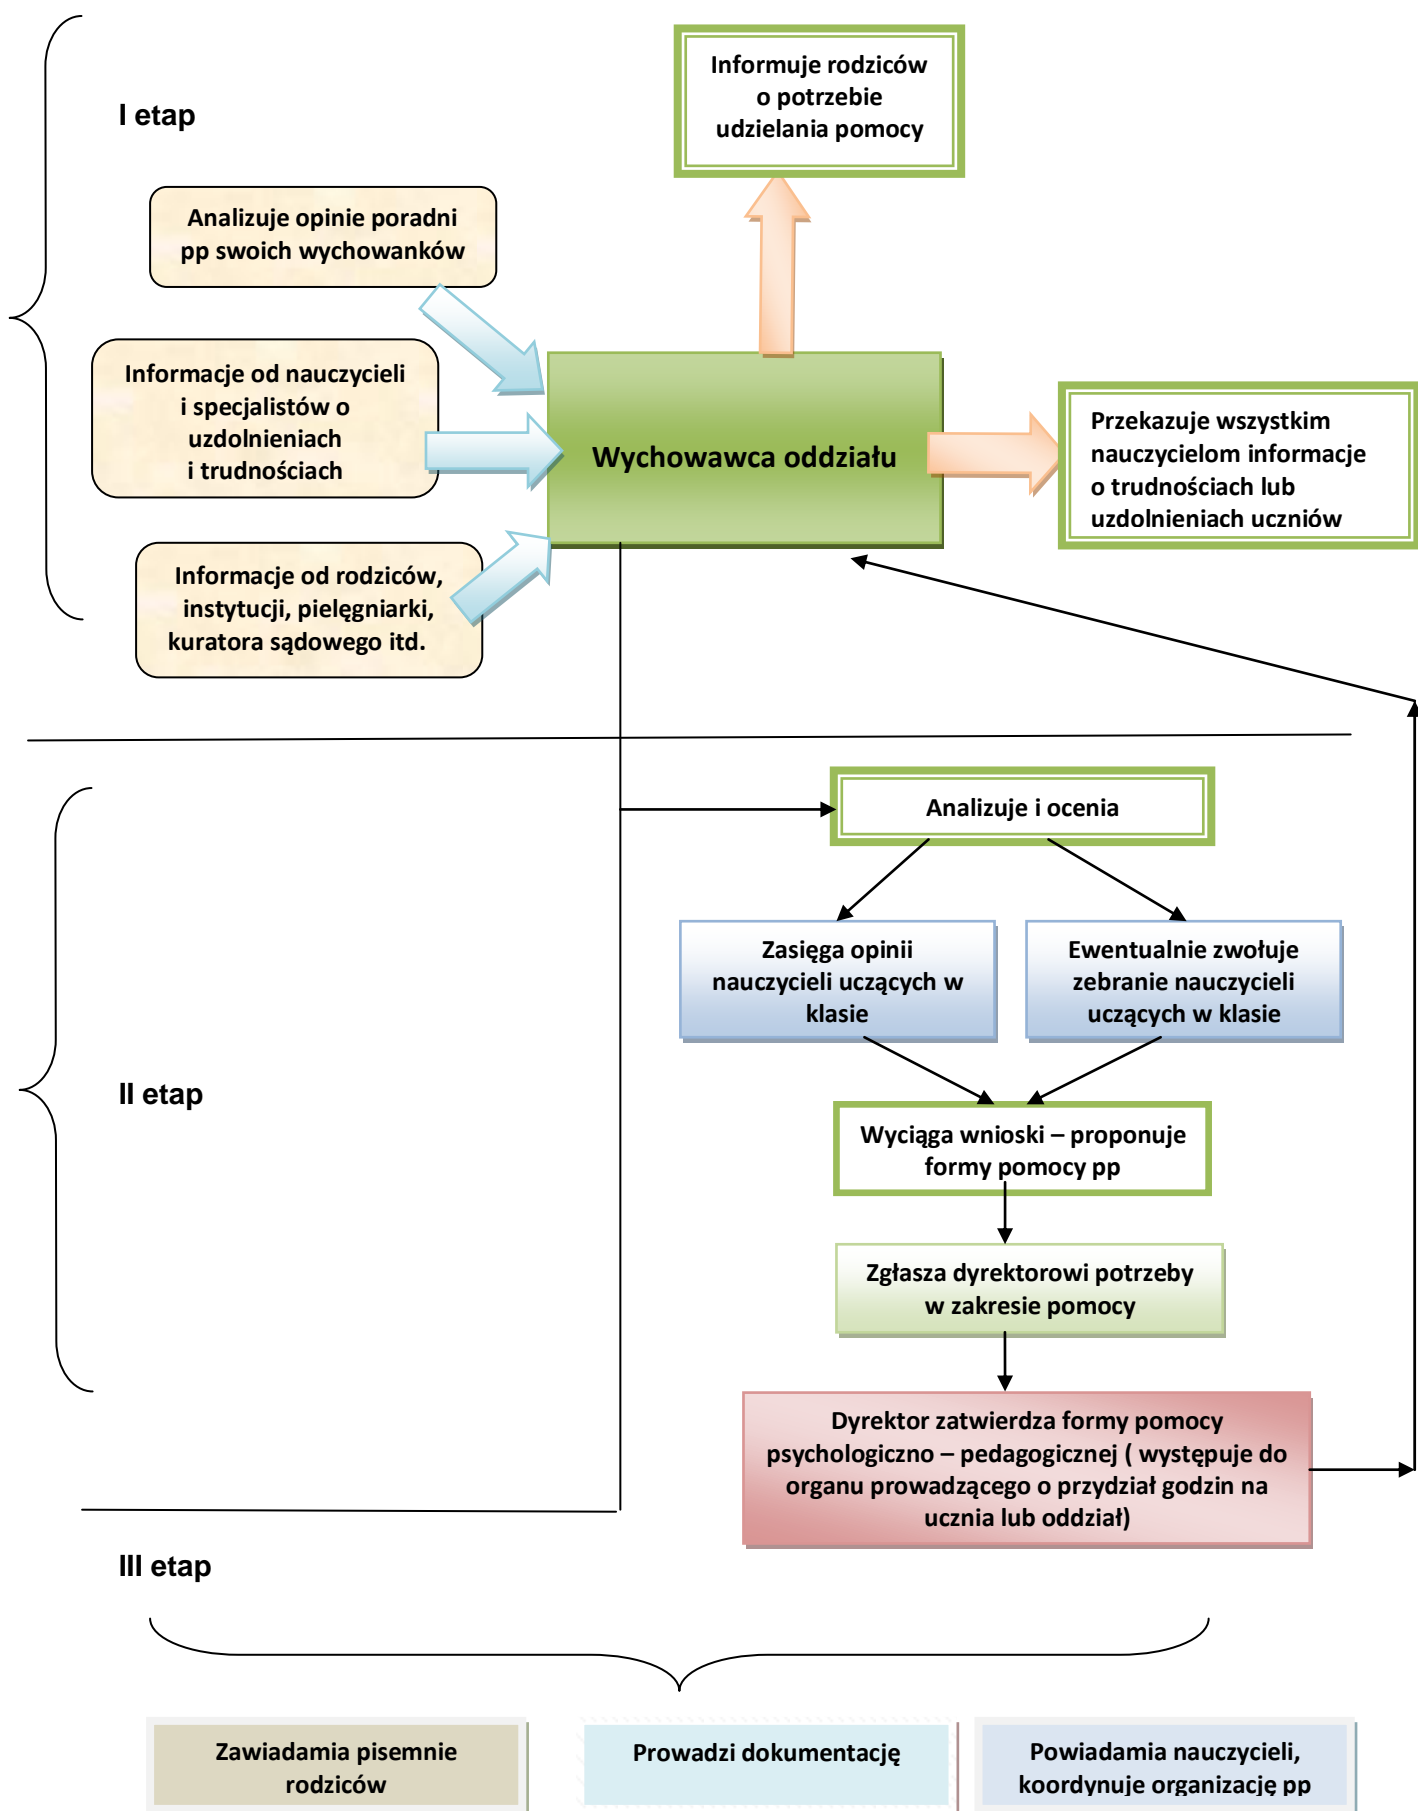 Informuje rodziców
o potrzebie
udzielania pomocy
I etap
Analizuje opinie poradni
pp swoich wychowanków
Informacje od nauczycieli
i specjalistów o
uzdolnieniach
i trudnościach
Wychowawca oddziału
Przekazuje wszystkim
nauczycielom informacje
o trudnościach lub
uzdolnieniach uczniów
Informacje od rodziców,
instytucji, pielęgniarki,
kuratora sądowego itd.
Analizuje i ocenia
Zasięga opinii
nauczycieli uczących w
klasie
Ewentualnie zwołuje
zebranie nauczycieli
uczących w klasie
II etap
Wyciąga wnioski – proponuje
formy pomocy pp
Zgłasza dyrektorowi potrzeby
w zakresie pomocy
Dyrektor zatwierdza formy pomocy
psychologiczno – pedagogicznej ( występuje do
organu prowadzącego o przydział godzin na
ucznia lub oddział)
III etap
Zawiadamia pisemnie
rodziców
Prowadzi dokumentację
Powiadamia nauczycieli,
koordynuje organizację pp